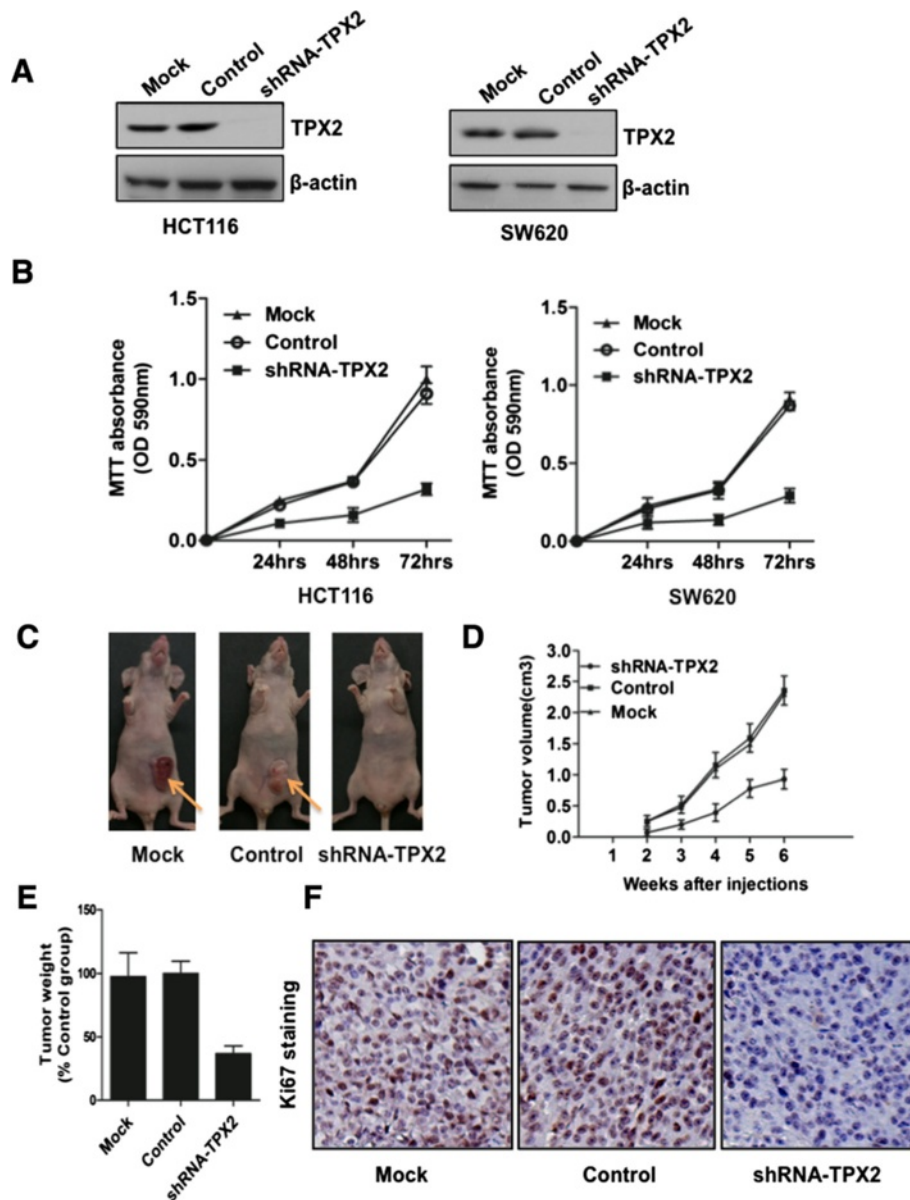 A
Mock Control shRNA-TPX2
TPX2
β-actin
HCT116
Mock Control shRNA-TPX2
TPX2
β-actin
SW620
B
MTT absorbance
(OD 590nm)
1.5
1.0
0.5
0.0
Mock
Control
shRNA-TPX2
24hrs 48hrs 72hrs
HCT116
MTT absorbance
(OD 590nm)
1.5
1.0
0.5
0.0
Mock
Control
shRNA-TPX2
24hrs 48hrs 72hrs
SW620
C
Mock Control shRNA-TPX2
D
Tumor volume(cm3)
3.0
2.5
2.0
1.5
1.0
0.5
0.0
shRNA-TPX2
Control
Mock
1 2 3 4 5 6
Weeks after injections
E
Tumor weight
(% Control group)
150
100
50
0
Mock Control shRNA-TPX2
F
Ki67 staining
Mock Control shRNA-TPX2